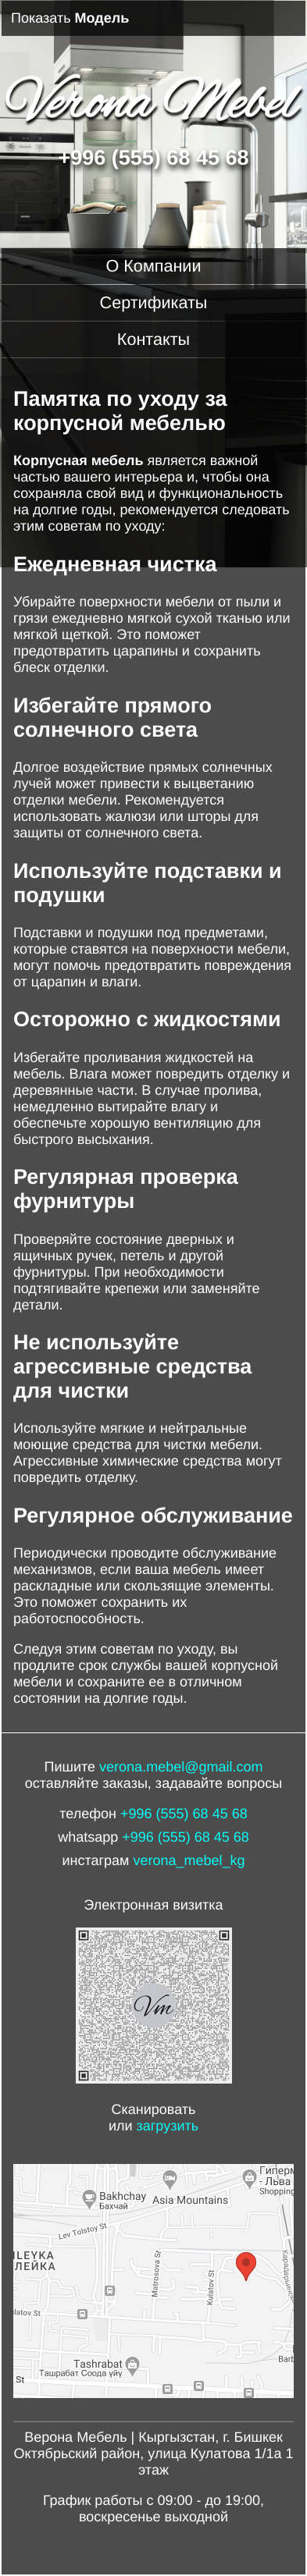 Показать Модель
Verona Mebel
+996 (555) 68 45 68
О Компании
Сертификаты
Контакты
Памятка по уходу за
корпусной мебелью
Корпусная мебель является важной
частью вашего интерьера и, чтобы она
сохраняла свой вид и функциональность
на долгие годы, рекомендуется следовать
этим советам по уходу:
Ежедневная чистка
Убирайте поверхности мебели от пыли и
грязи ежедневно мягкой сухой тканью или
мягкой щеткой. Это поможет
предотвратить царапины и сохранить
блеск отделки.
Избегайте прямого
солнечного света
Долгое воздействие прямых солнечных
лучей может привести к выцветанию
отделки мебели. Рекомендуется
использовать жалюзи или шторы для
защиты от солнечного света.
Используйте подставки и
подушки
Подставки и подушки под предметами,
которые ставятся на поверхности мебели,
могут помочь предотвратить повреждения
от царапин и влаги.
Осторожно с жидкостями
Избегайте проливания жидкостей на
мебель. Влага может повредить отделку и
деревянные части. В случае пролива,
немедленно вытирайте влагу и
обеспечьте хорошую вентиляцию для
быстрого высыхания.
Регулярная проверка
фурнитуры
Проверяйте состояние дверных и
ящичных ручек, петель и другой
фурнитуры. При необходимости
подтягивайте крепежи или заменяйте
детали.
Не используйте
агрессивные средства
для чистки
Используйте мягкие и нейтральные
моющие средства для чистки мебели.
Агрессивные химические средства могут
повредить отделку.
Регулярное обслуживание
Периодически проводите обслуживание
механизмов, если ваша мебель имеет
раскладные или скользящие элементы.
Это поможет сохранить их
работоспособность.
Следуя этим советам по уходу, вы
продлите срок службы вашей корпусной
мебели и сохраните ее в отличном
состоянии на долгие годы.
Пишите verona.mebel@gmail.com
оставляйте заказы, задавайте вопросы
телефон +996 (555) 68 45 68
whatsapp +996 (555) 68 45 68
инстаграм verona_mebel_kg
Электронная визитка
Vm
Сканировать
или загрузить
Гиперм
- Льва
Shopping
Bakhchay
Бахчай
Asia Mountains
Lev Tolstoy St
ILEYKA
ЛЕЙКА
Matrosova St
Kulatov St
alatov St
Tashrabat
Ташрабат Соода үйү
Barb
St
Верона Мебель | Кыргызстан, г. Бишкек
Октябрьский район, улица Кулатова 1/1а 1
этаж
График работы с 09:00 - до 19:00,
воскресенье выходной